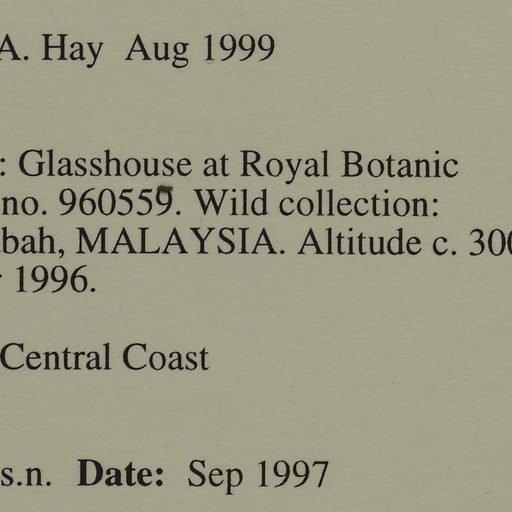 A. Hay Aug 1999
: Glasshouse at Royal Botanic
no. 960559. Wild collection:
bah, MALAYSIA. Altitude c. 300
1996.
Central Coast
s.n. Date: Sep 1997